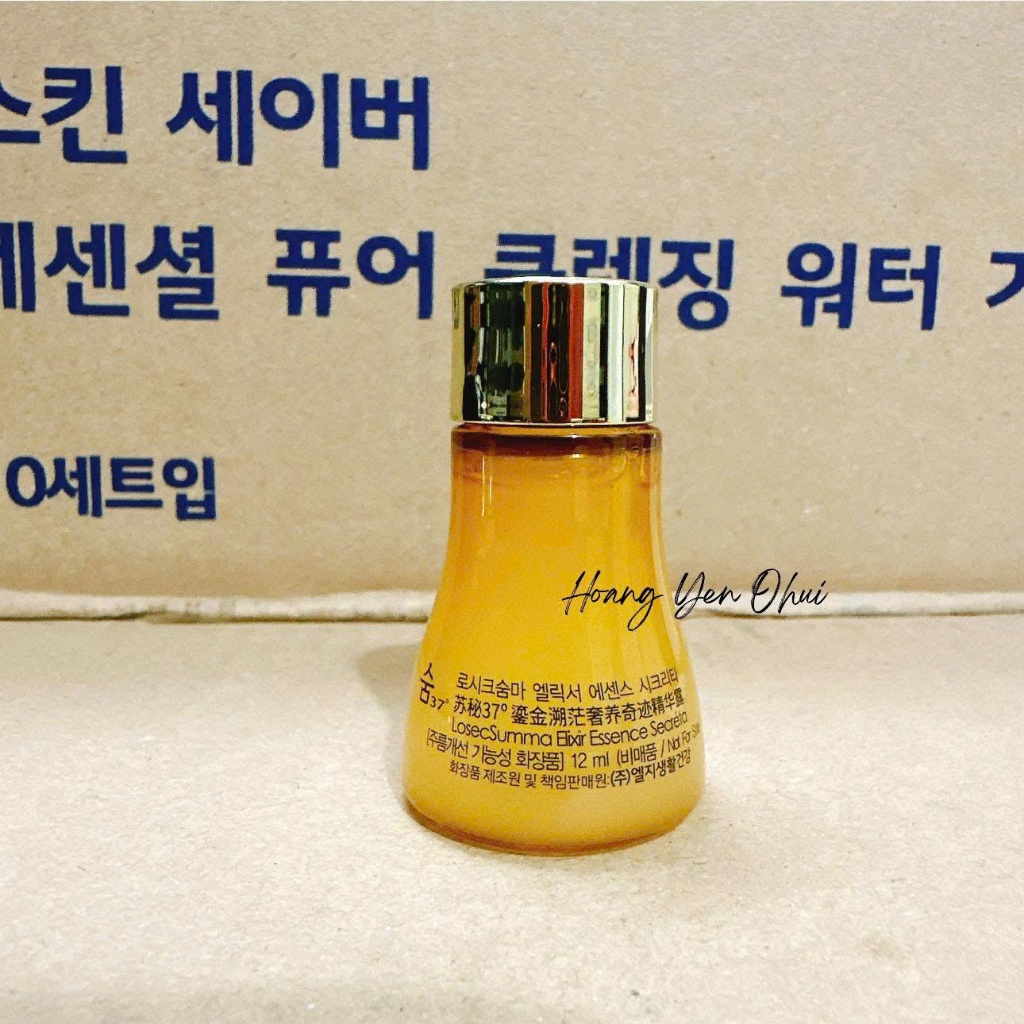 스킨 세이버
에센셜 퓨어 클렌징 워터
0세트입
Hoang Yen Ohui
숨37°
로시크숨마 엘릭서 에센스 시크리타
苏秘37° 鎏金溯茫奢养奇迹精华露
LosecSumma Elixir Essence Secreta
[주름개선 기능성 화장품] 12 ml (비매품 / Not For
화장품 제조원 및 책임판매원:(주)엘지생활건강